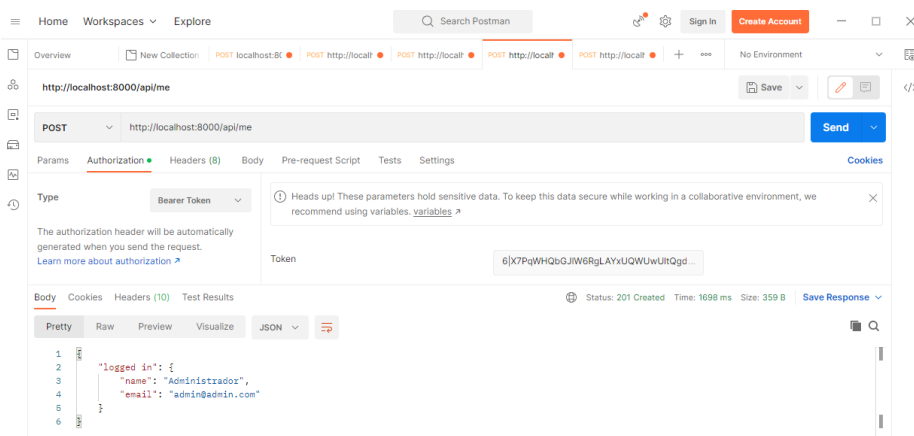 Home Workspaces Explore Search Postman Sign In Create Account
Overview New Collection POST localhost:8( POST http://localh POST http://localh POST http://localh POST http://localh No Environment
http://localhost:8000/api/me Save
POST http://localhost:8000/api/me Send
Params Authorization Headers (8) Body Pre-request Script Tests Settings Cookies
Type Bearer Token
Heads up! These parameters hold sensitive data. To keep this data secure while working in a collaborative environment, we
recommend using variables. variables ↗
The authorization header will be automatically
generated when you send the request.
Learn more about authorization ↗
Token 6|X7PqWHQbGJlW6RgLAYxUQWUwUltQgd...
Body Cookies Headers (10) Test Results Status: 201 Created Time: 1698 ms Size: 359 B Save Response
Pretty Raw Preview Visualize JSON
1 {
2 "logged in": {
3 "name": "Administrador",
4 "email": "admin@admin.com"
5 }
6 }